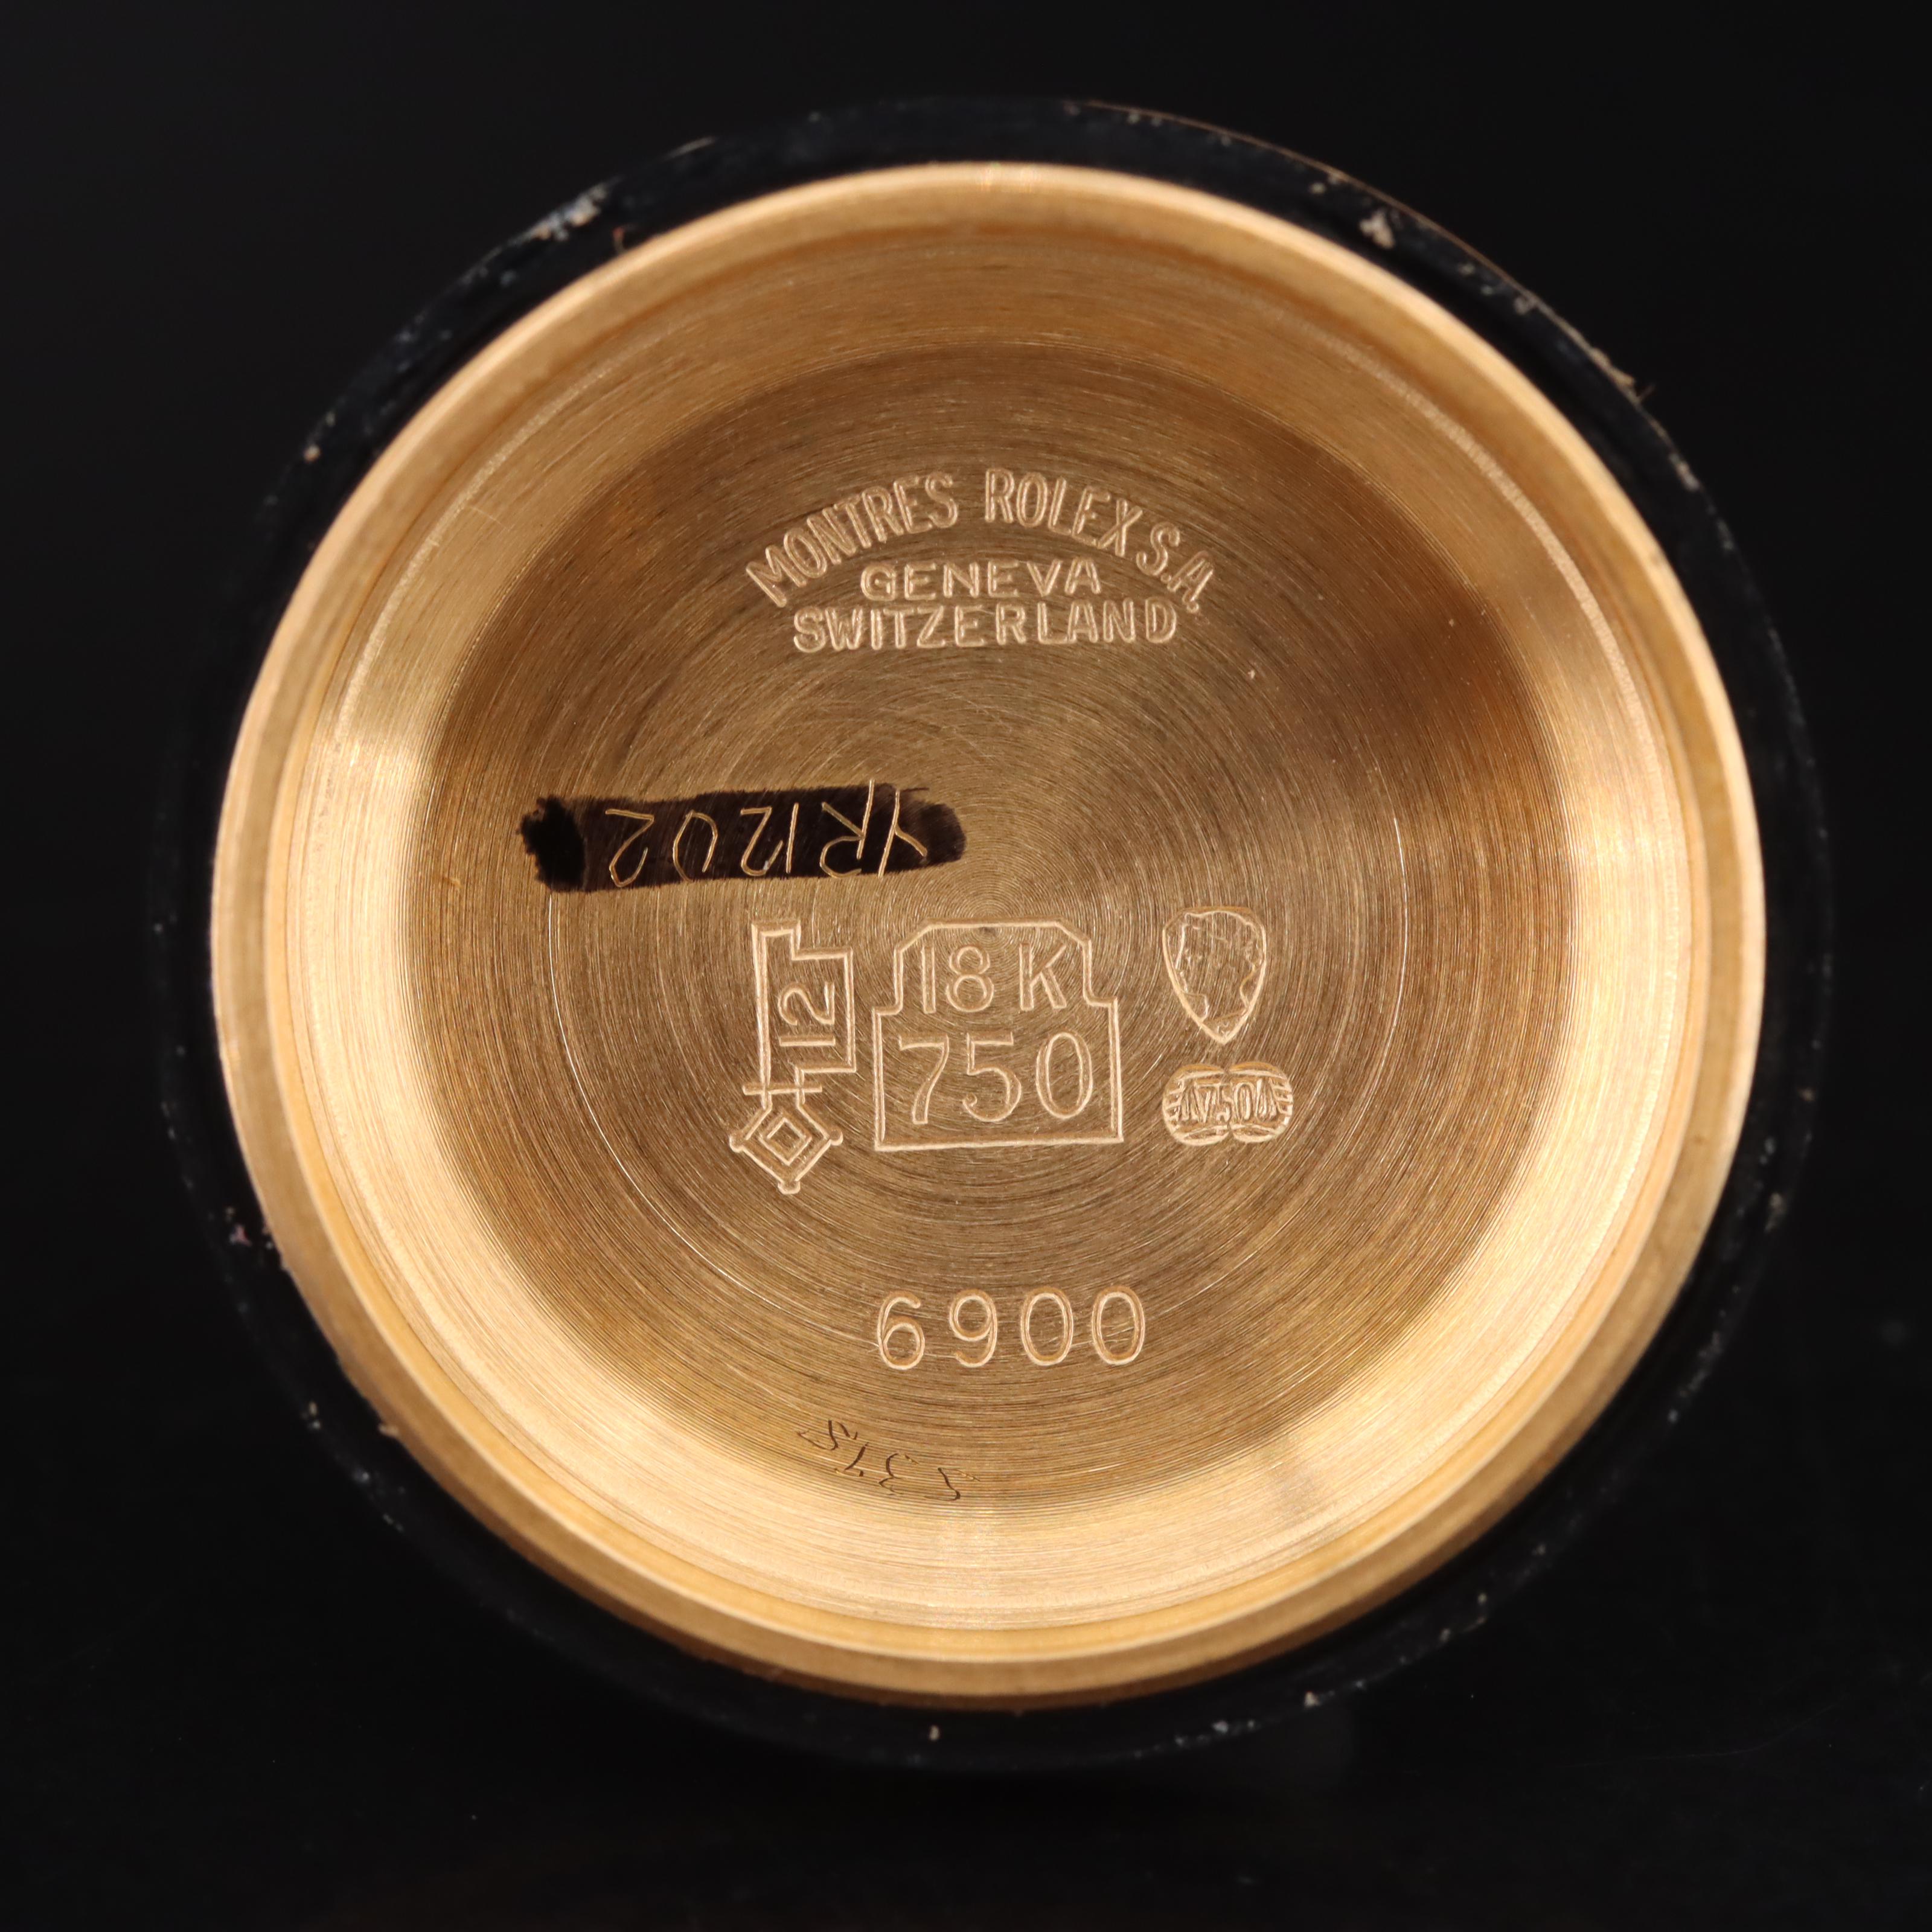 MONTRES ROLEX S.A.
GENEVA
SWITZERLAND
YR1202
12
18K
750
750
6900